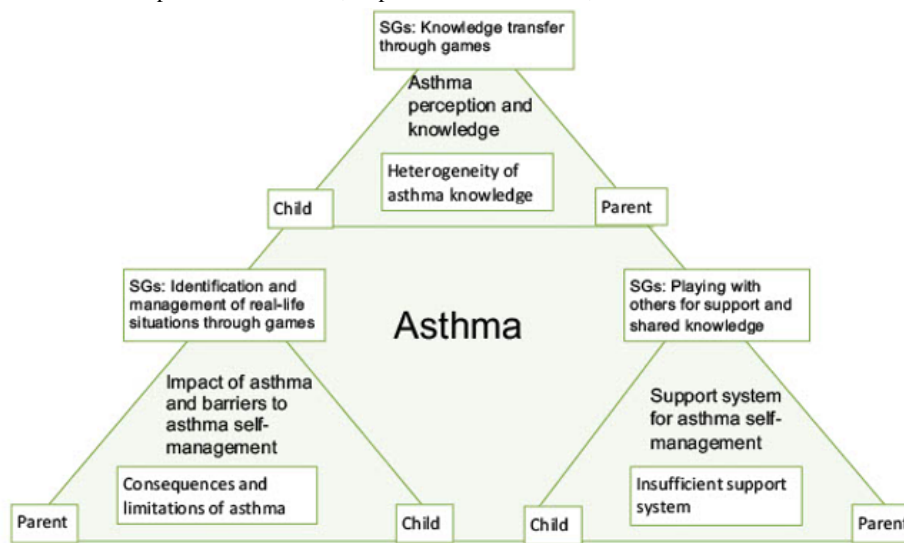 SGs: Knowledge transfer
through games
Asthma
perception and
knowledge
Heterogeneity of
asthma knowledge
Child
Parent
SGs: Identification and
management of real-life
situations through games
SGs: Playing with
others for support and
shared knowledge
Asthma
Impact of asthma
and barriers to
asthma self-
management
Support system
for asthma self-
management
Consequences and
limitations of asthma
Insufficient support
system
Parent
Child
Child
Parent